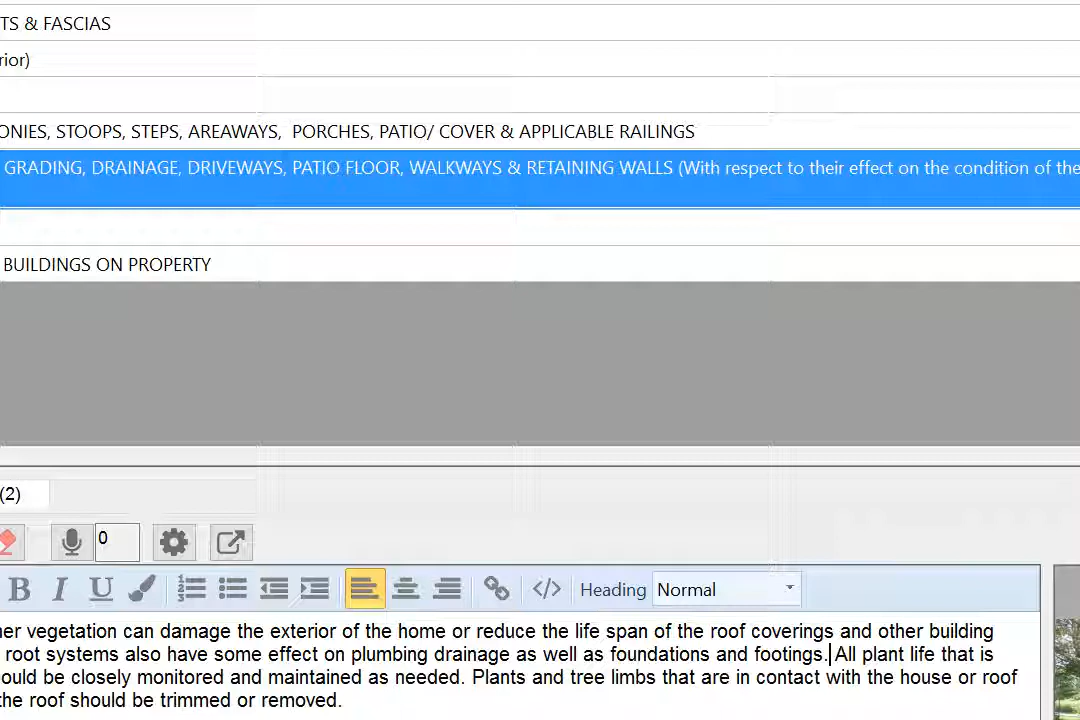 TS & FASCIAS
rior)
ONIES, STOOPS, STEPS, AREAWAYS,  PORCHES, PATIO/ COVER & APPLICABLE RAILINGS
GRADING, DRAINAGE, DRIVEWAYS, PATIO FLOOR, WALKWAYS & RETAINING WALLS (With respect to their effect on the condition of the
BUILDINGS ON PROPERTY
(2)
0
B I U </> Heading Normal
ner vegetation can damage the exterior of the home or reduce the life span of the roof coverings and other building
root systems also have some effect on plumbing drainage as well as foundations and footings. All plant life that is
ould be closely monitored and maintained as needed. Plants and tree limbs that are in contact with the house or roof
the roof should be trimmed or removed.